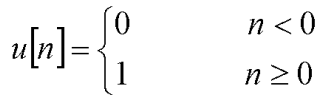 u[n] = { 0 n < 0
1 n ≥ 0